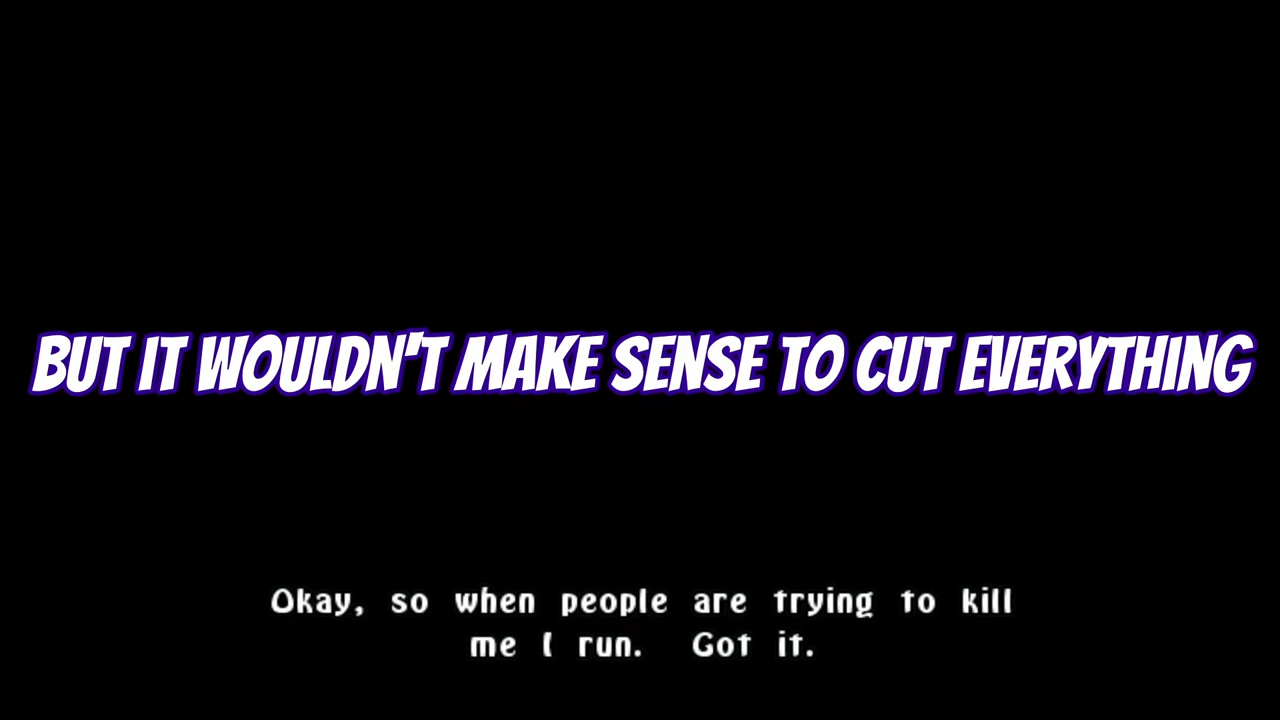 BUT IT WOULDN'T MAKE SENSE TO CUT EVERYTHING
Okay, so when people are trying to kill
me I run. Got it.